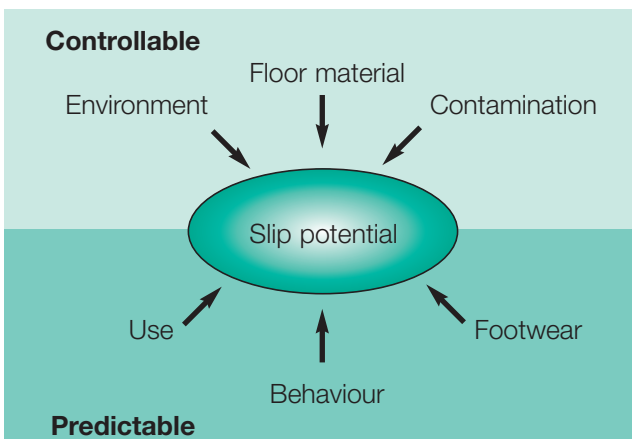 Controllable
Floor material
Environment
Contamination
Slip potential
Use
Footwear
Behaviour
Predictable